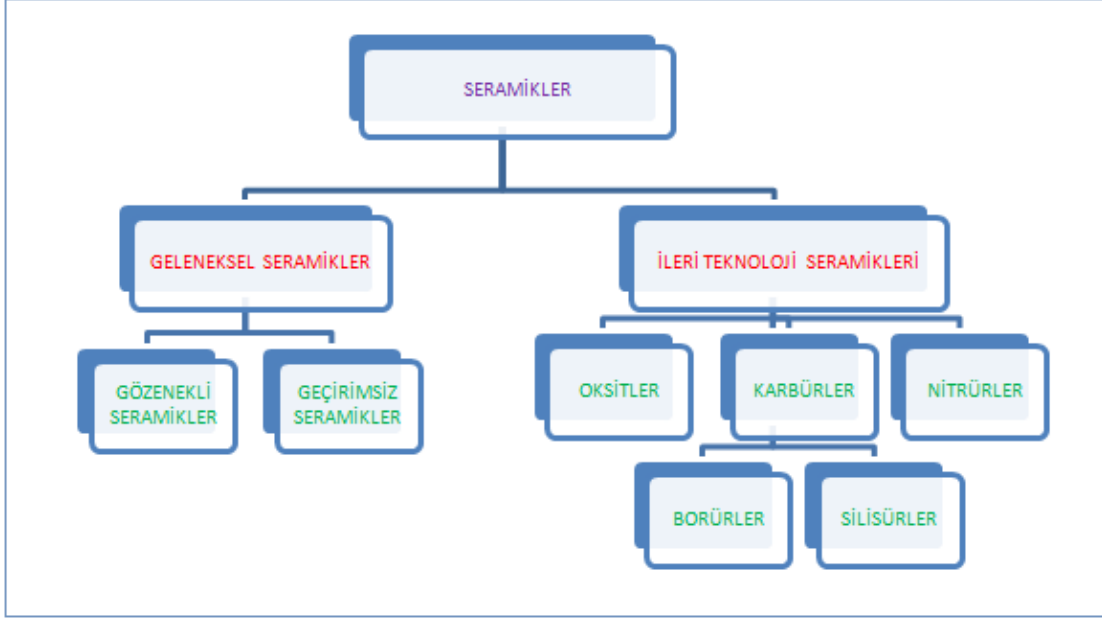 SERAMİKLER
GELENEKSEL SERAMİKLER
İLERİ TEKNOLOJİ SERAMİKLERİ
GÖZENEKLİ
SERAMİKLER
GEÇİRİMSİZ
SERAMİKLER
OKSİTLER
KARBÜRLER
NİTRÜRLER
BORÜRLER
SİLİSÜRLER